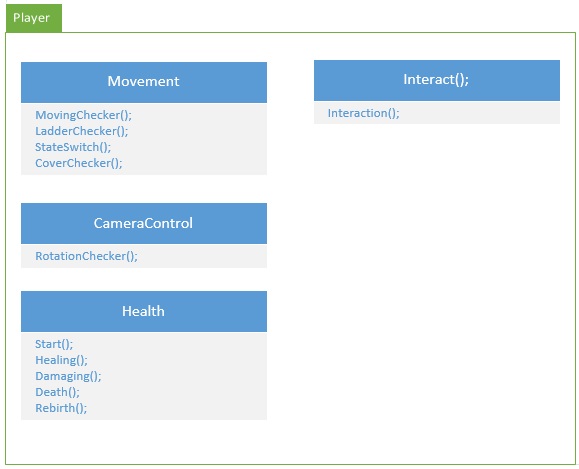 Player
Movement
MovingChecker();
LadderChecker();
StateSwitch();
CoverChecker();
CameraControl
RotationChecker();
Health
Start();
Healing();
Damaging();
Death();
Rebirth();
Interact();
Interaction();